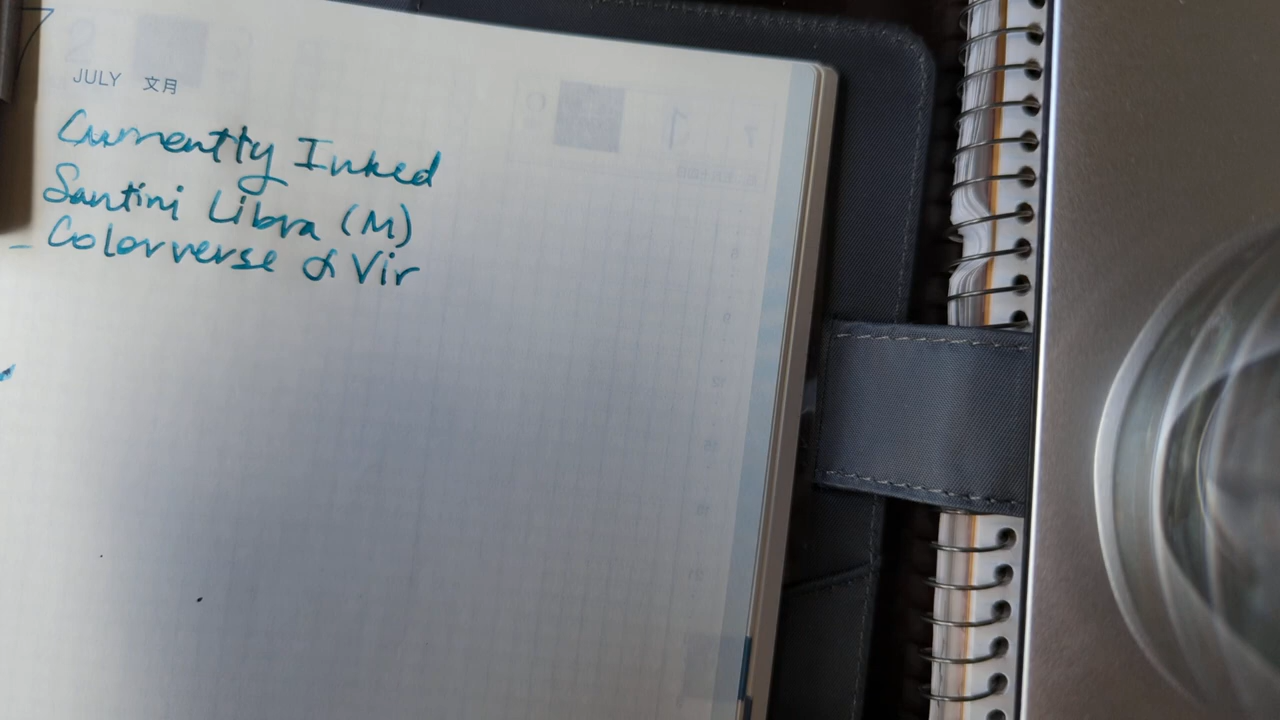 JULY 文月
Currently Inked
Santini Libra (M)
- Colorverse α Vir